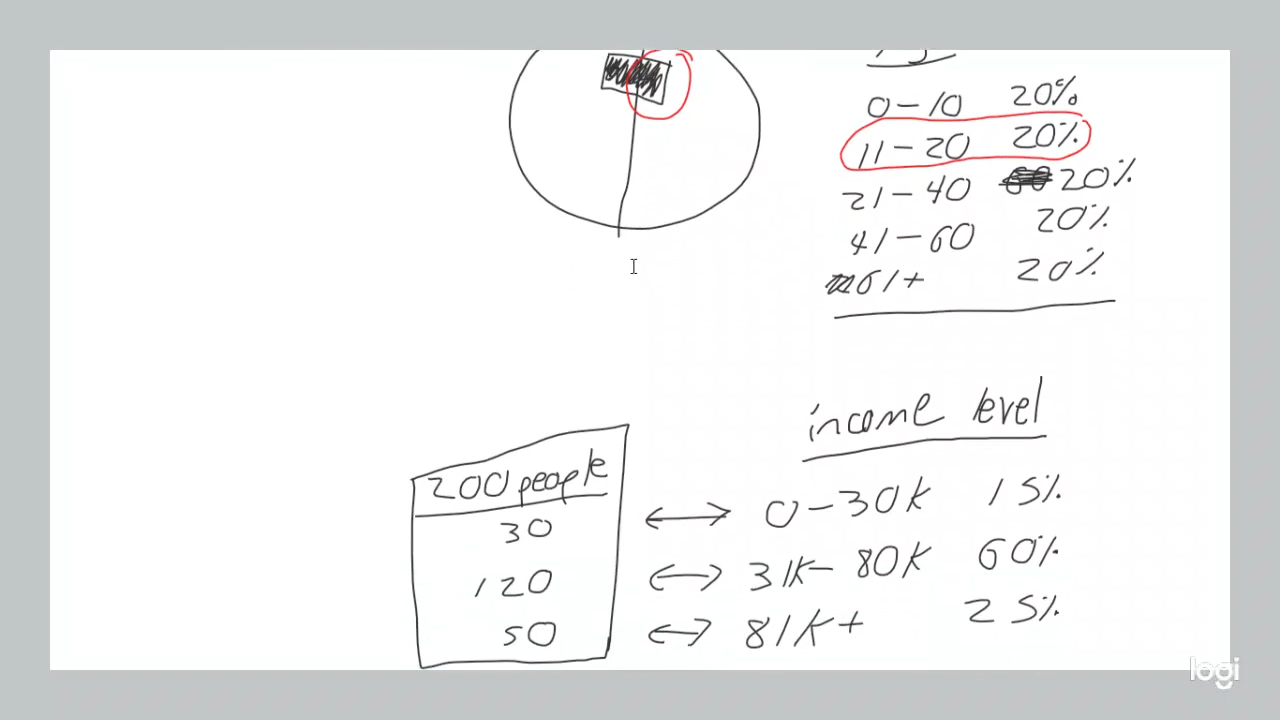 0-10 20%
11-20 20%
21-40 20%
41-60 20%
61+ 20%
income level
200 people
30 ↔ 0-30K 15%
120 ↔ 31K-80K 60%
50 ↔ 81K+ 25%
logi